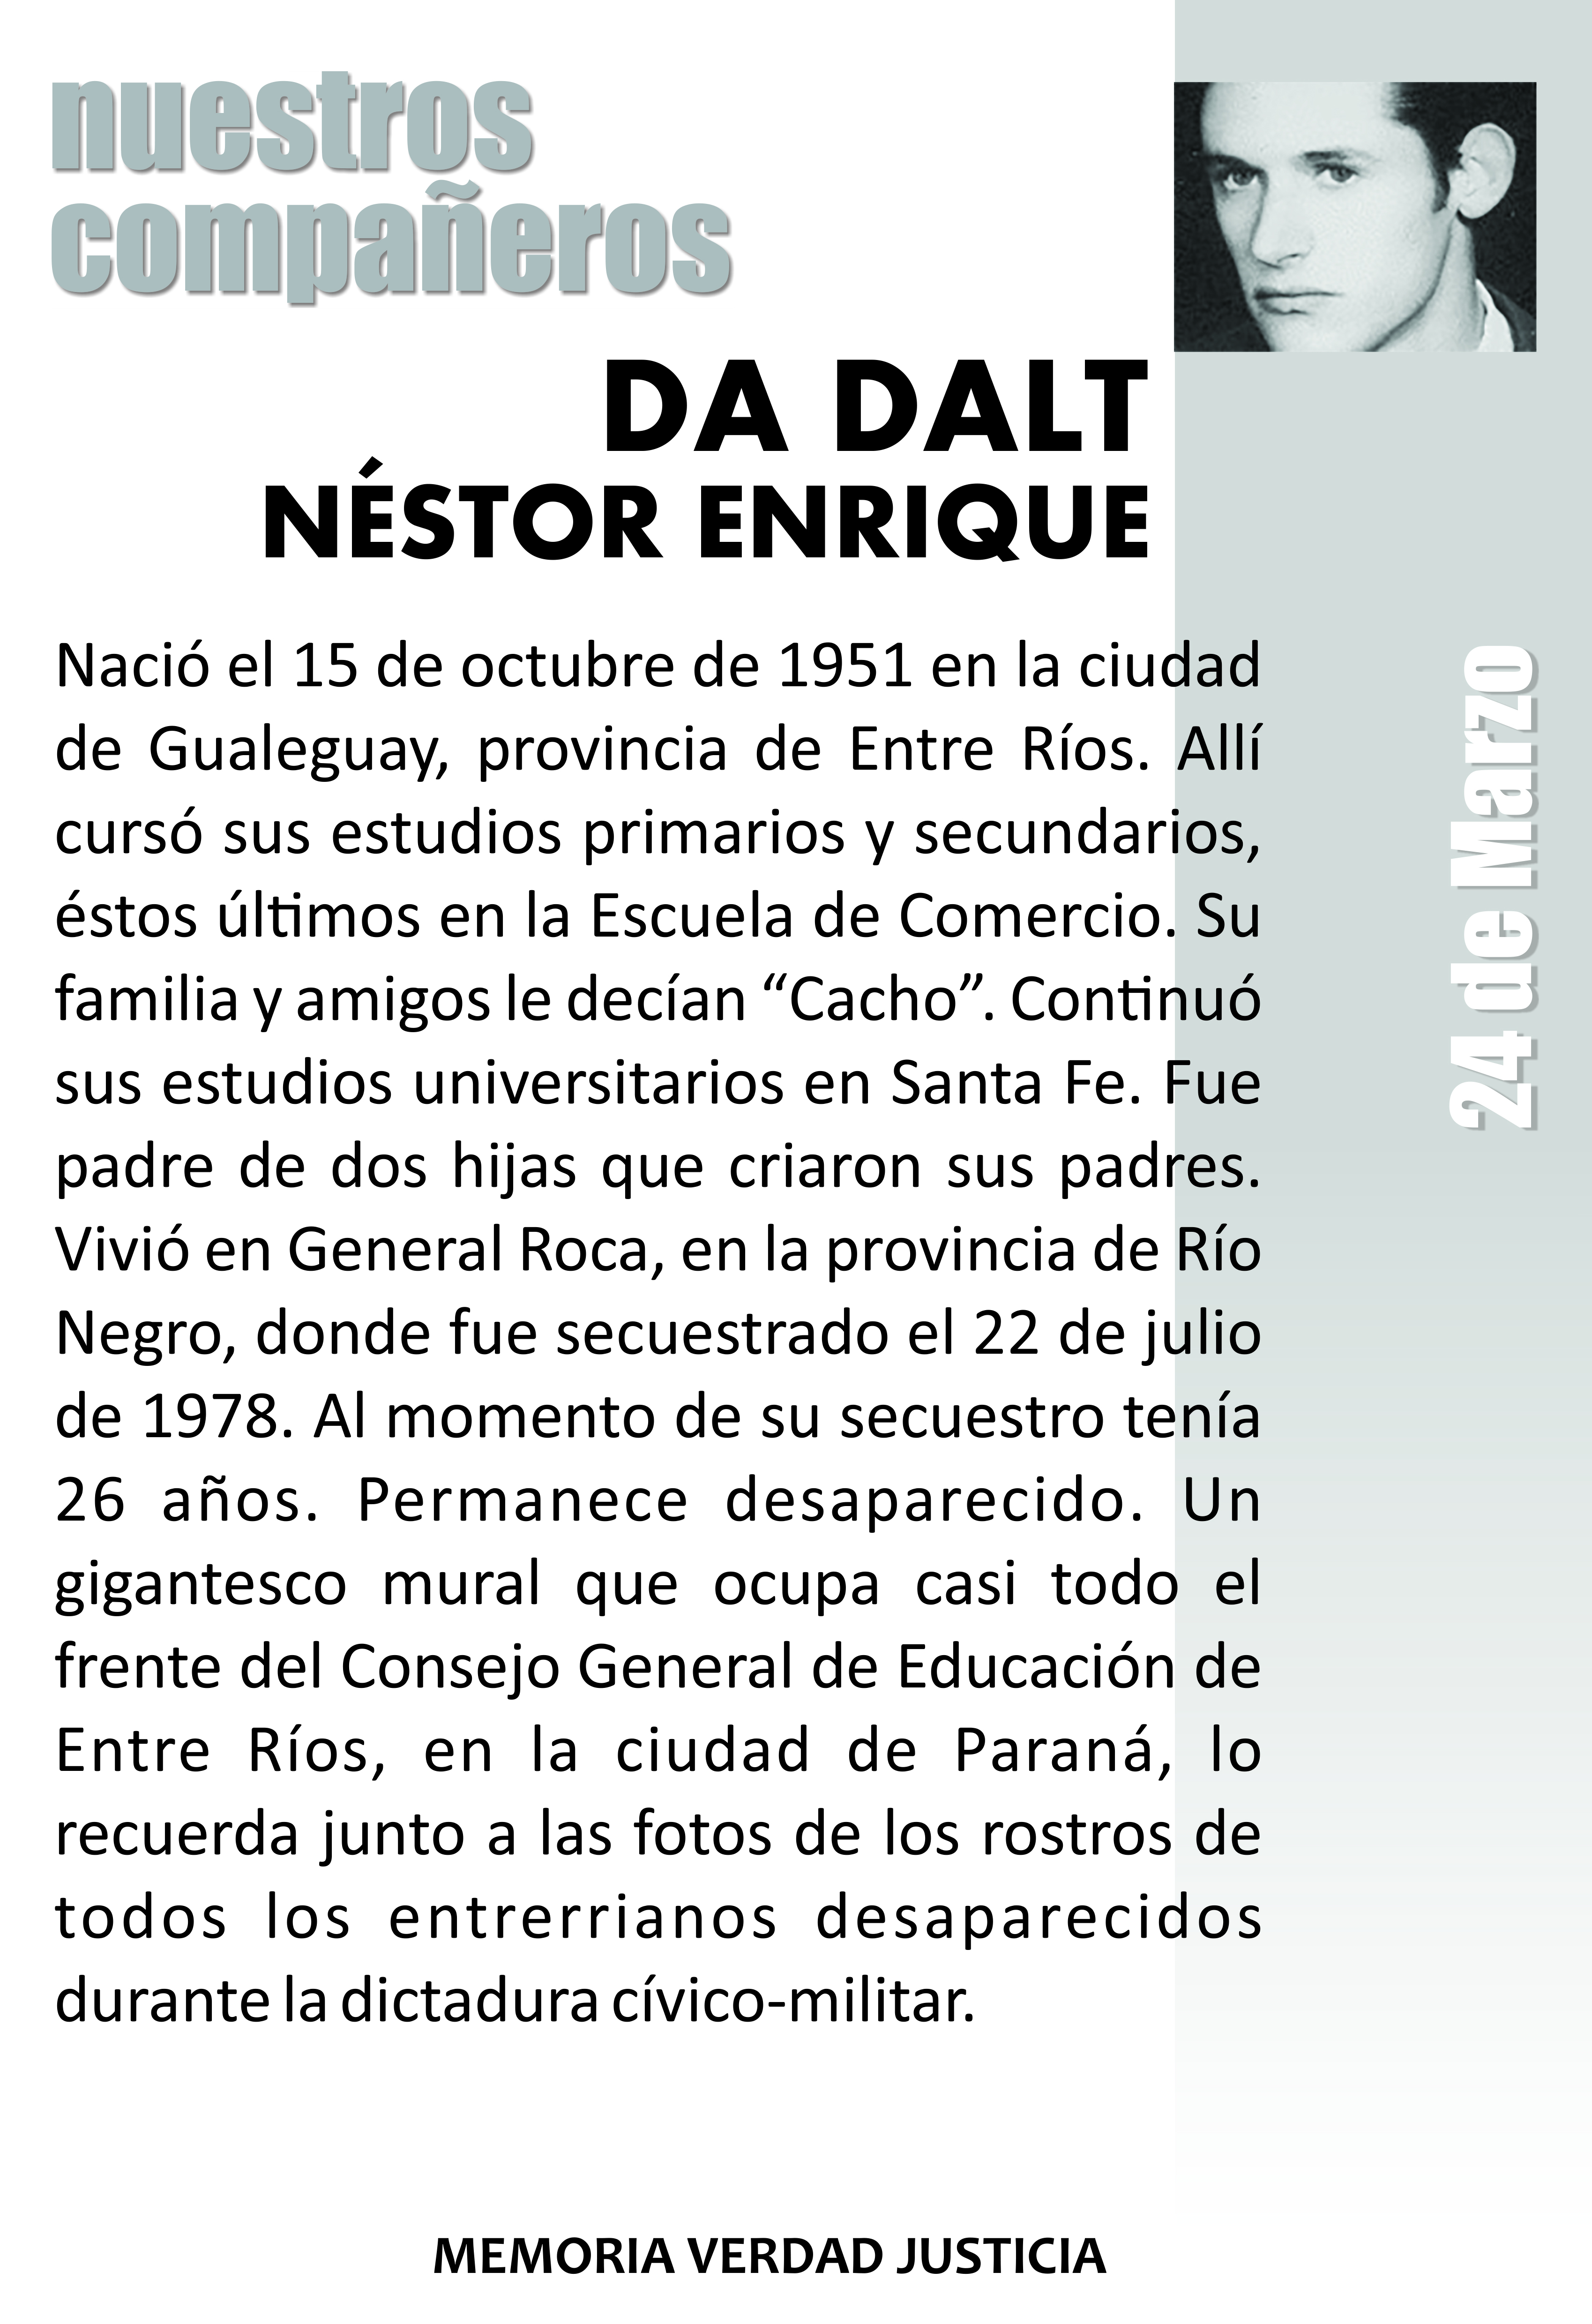 nuestros
compañeros
DA DALT
NÉSTOR ENRIQUE
Nació el 15 de octubre de 1951 en la ciudad
de Gualeguay, provincia de Entre Ríos. Allí
cursó sus estudios primarios y secundarios,
éstos últimos en la Escuela de Comercio. Su
familia y amigos le decían “Cacho”. Continuó
sus estudios universitarios en Santa Fe. Fue
padre de dos hijas que criaron sus padres.
Vivió en General Roca, en la provincia de Río
Negro, donde fue secuestrado el 22 de julio
de 1978. Al momento de su secuestro tenía
26 años. Permanece desaparecido. Un
gigantesco mural que ocupa casi todo el
frente del Consejo General de Educación de
Entre Ríos, en la ciudad de Paraná, lo
recuerda junto a las fotos de los rostros de
todos los entrerrianos desaparecidos
durante la dictadura cívico-militar.
24 de Marzo
MEMORIA VERDAD JUSTICIA